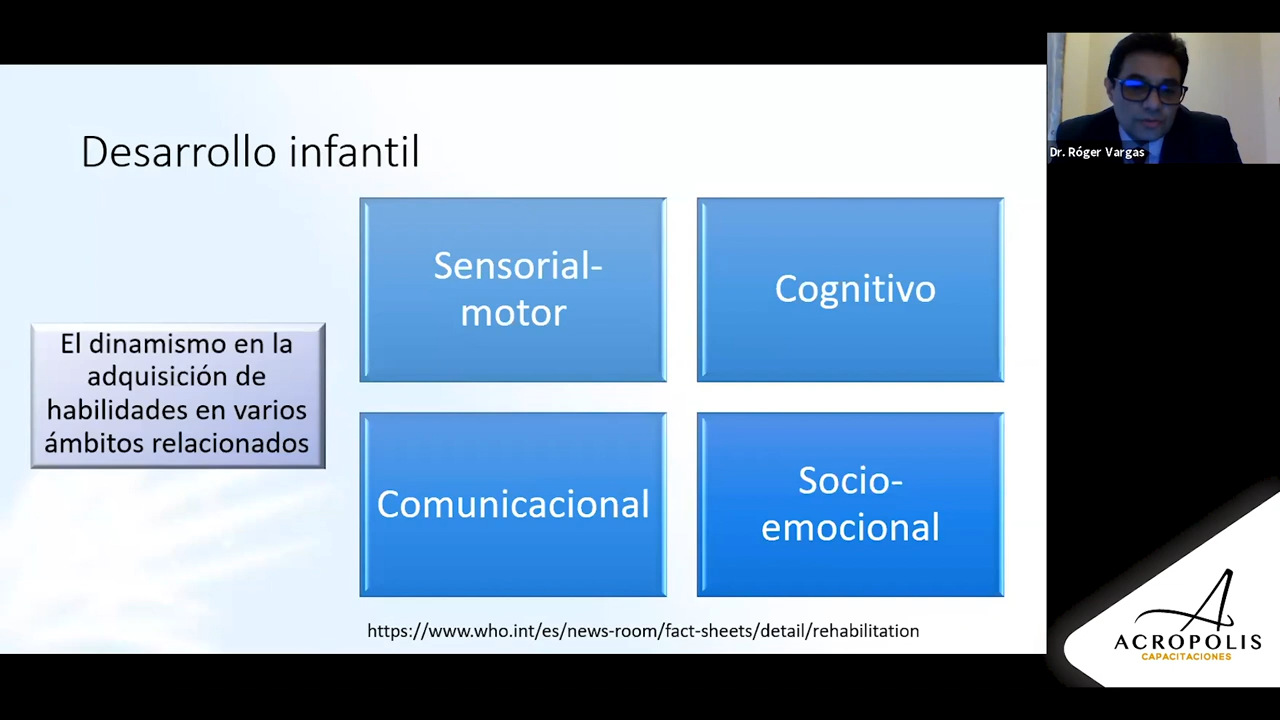 Desarrollo infantil
El dinamismo en la
adquisición de
habilidades en varios
ámbitos relacionados
Sensorial-
motor
Cognitivo
Comunicacional
Socio-
emocional
https://www.who.int/es/news-room/fact-sheets/detail/rehabilitation
Dr. Róger Vargas
ACROPOLIS
CAPACITACIONES